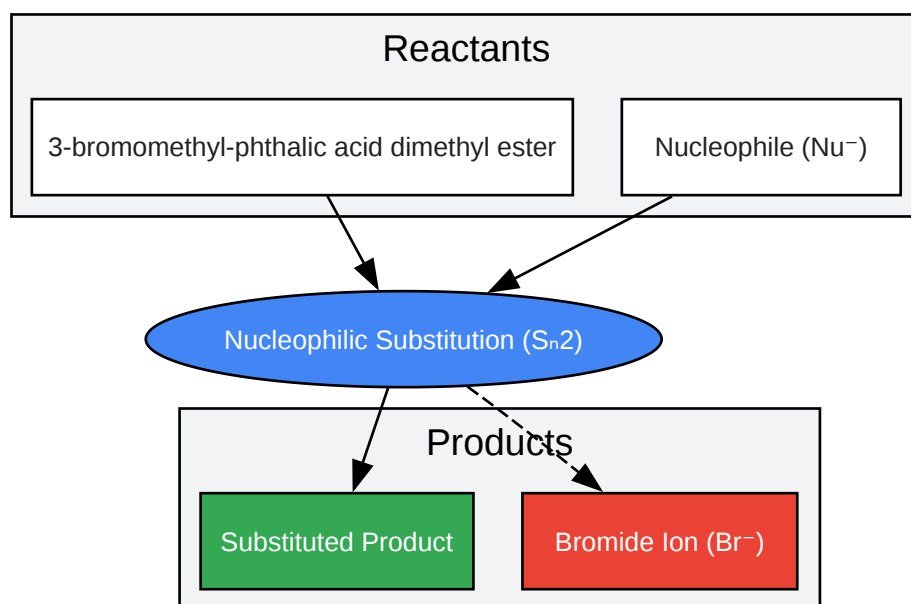 Reactants
3-bromomethyl-phthalic acid dimethyl ester
Nucleophile (Nu⁻)
Nucleophilic Substitution (Sₙ2)
Products
Substituted Product
Bromide Ion (Br⁻)